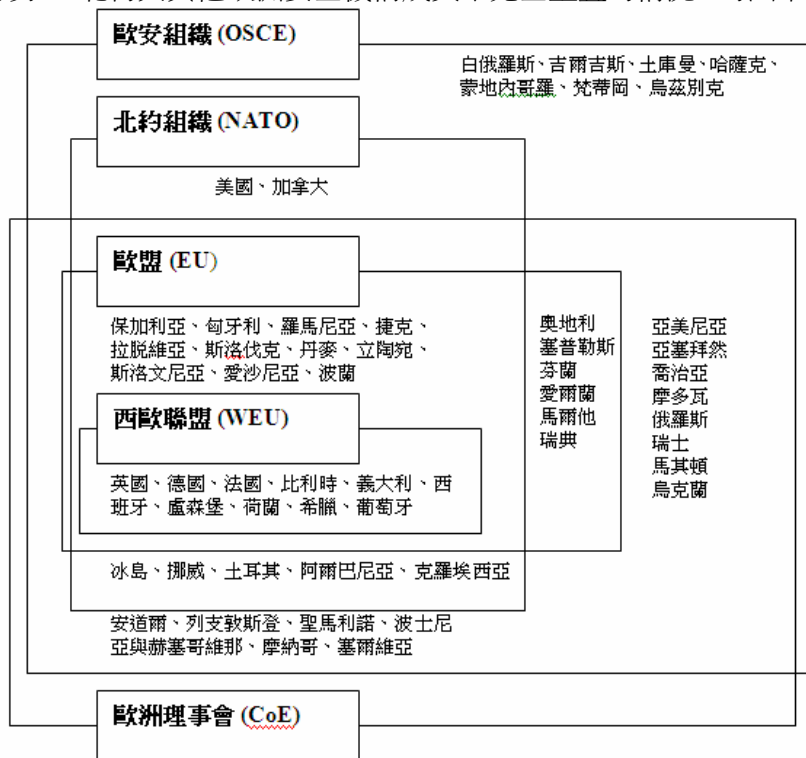 歐安組織 (OSCE)
白俄羅斯、吉爾吉斯、土庫曼、哈薩克、
蒙地內哥羅、梵蒂岡、烏茲別克
北約組織 (NATO)
美國、加拿大
歐盟 (EU)
保加利亞、匈牙利、羅馬尼亞、捷克、
拉脫維亞、斯洛伐克、丹麥、立陶宛、
斯洛文尼亞、愛沙尼亞、波蘭
奧地利
塞普勒斯
芬蘭
愛爾蘭
馬爾他
瑞典
亞美尼亞
亞塞拜然
喬治亞
摩多瓦
俄羅斯
瑞士
馬其頓
烏克蘭
西歐聯盟 (WEU)
英國、德國、法國、比利時、義大利、西
班牙、盧森堡、荷蘭、希臘、葡萄牙
冰島、挪威、土耳其、阿爾巴尼亞、克羅埃西亞
安道爾、列支敦斯登、聖馬利諾、波士尼
亞與赫塞哥維那、摩納哥、塞爾維亞
歐洲理事會 (CoE)